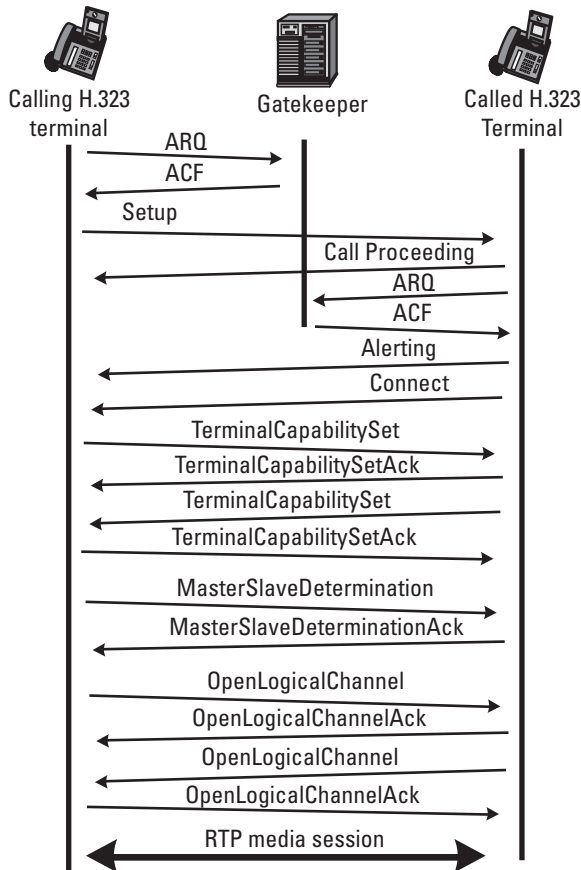 Calling H.323
terminal
Gatekeeper
Called H.323
Terminal
ARQ
ACF
Setup
Call Proceeding
ARQ
ACF
Alerting
Connect
TerminalCapabilitySet
TerminalCapabilitySetAck
TerminalCapabilitySet
TerminalCapabilitySetAck
MasterSlaveDetermination
MasterSlaveDeterminationAck
OpenLogicalChannel
OpenLogicalChannelAck
OpenLogicalChannel
OpenLogicalChannelAck
RTP media session